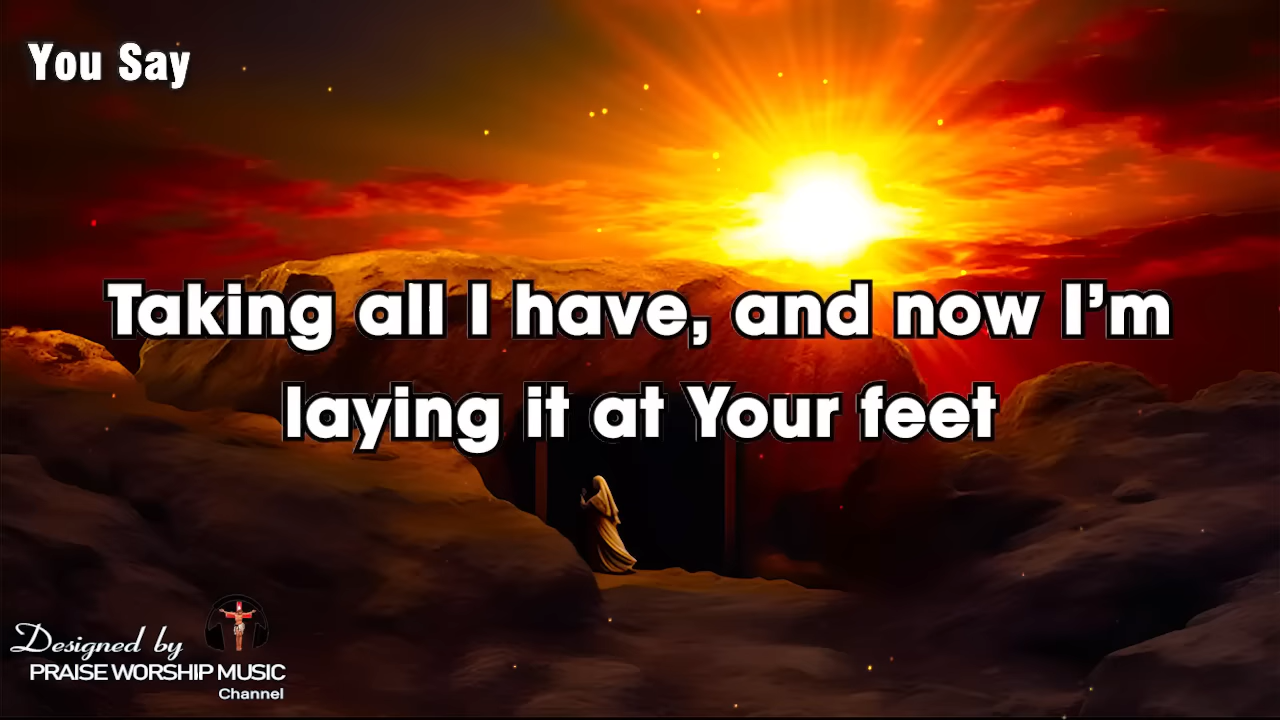 You Say
Taking all I have, and now I’m
laying it at Your feet
Designed by
PRAISE WORSHIP MUSIC
Channel